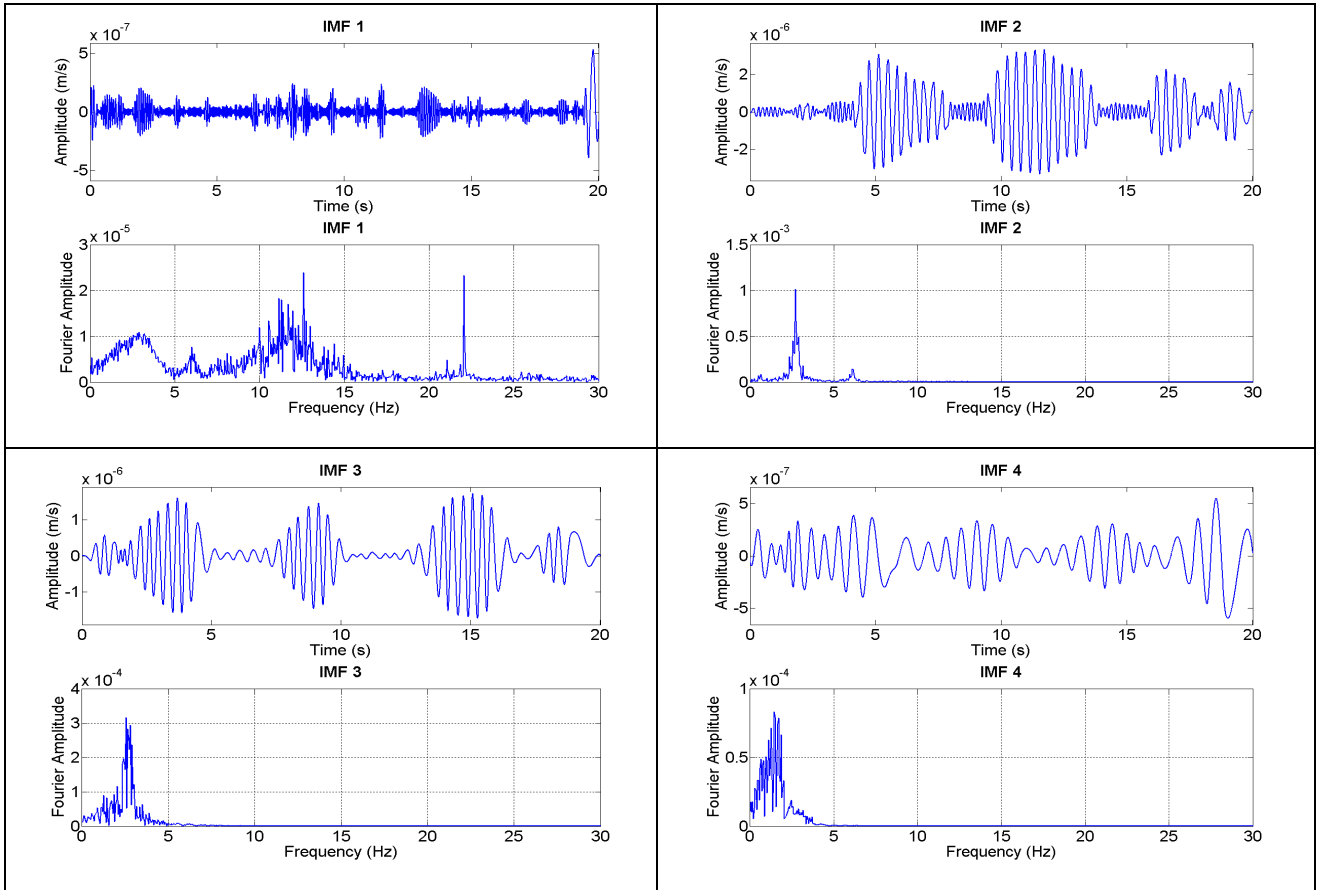 IMF 1
x 10^-7
Amplitude (m/s)
5
0
-5
0 5 10 15 20
Time (s)
IMF 1
x 10^-5
Fourier Amplitude
3
2
1
0
0 5 10 15 20 25 30
Frequency (Hz)
IMF 2
x 10^-6
Amplitude (m/s)
2
0
-2
0 5 10 15 20
Time (s)
IMF 2
x 10^-3
Fourier Amplitude
1.5
1
0.5
0
0 5 10 15 20 25 30
Frequency (Hz)
IMF 3
x 10^-6
Amplitude (m/s)
1
0
-1
0 5 10 15 20
Time (s)
IMF 3
x 10^-4
Fourier Amplitude
4
3
2
1
0
0 5 10 15 20 25 30
Frequency (Hz)
IMF 4
x 10^-7
Amplitude (m/s)
5
0
-5
0 5 10 15 20
Time (s)
IMF 4
x 10^-4
Fourier Amplitude
1
0.5
0
0 5 10 15 20 25 30
Frequency (Hz)